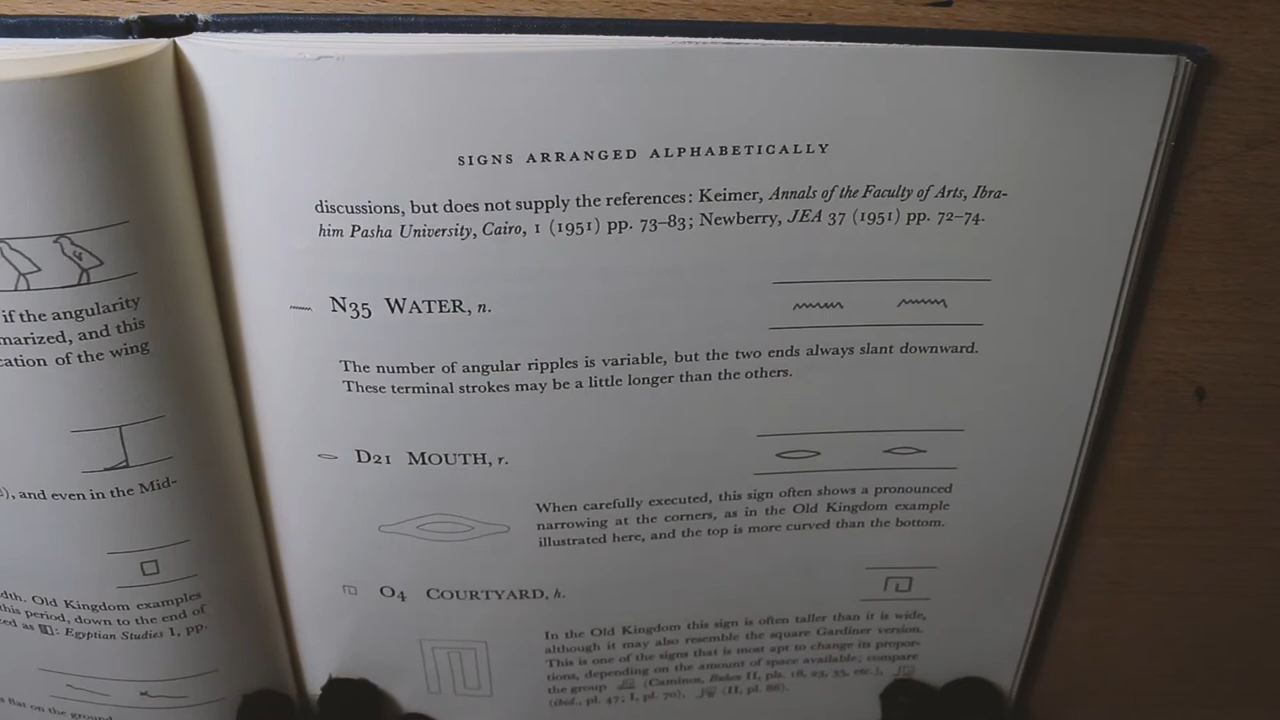 if the angularity
marized, and this
cation of the wing
), and even in the Mid-
dth. Old Kingdom examples
this period, down to the end of
ed as : Egyptian Studies I, pp.
flat on the ground
SIGNS ARRANGED ALPHABETICALLY
discussions, but does not supply the references: Keimer, Annals of the Faculty of Arts, Ibra-
him Pasha University, Cairo, 1 (1951) pp. 73–83; Newberry, JEA 37 (1951) pp. 72–74.
N35 WATER, n.
The number of angular ripples is variable, but the two ends always slant downward.
These terminal strokes may be a little longer than the others.
D21 MOUTH, r.
When carefully executed, this sign often shows a pronounced
narrowing at the corners, as in the Old Kingdom example
illustrated here, and the top is more curved than the bottom.
O4 COURTYARD, h.
In the Old Kingdom this sign is often taller than it is wide,
although it may also resemble the square Gardiner version.
This is one of the signs that is most apt to change its propor-
tions, depending on the amount of space available; compare
the group (Caminos, Buhen II, pls. 18, 23, 35, etc.),
(ibid., pl. 47; I, pl. 70), (II, pl. 86).